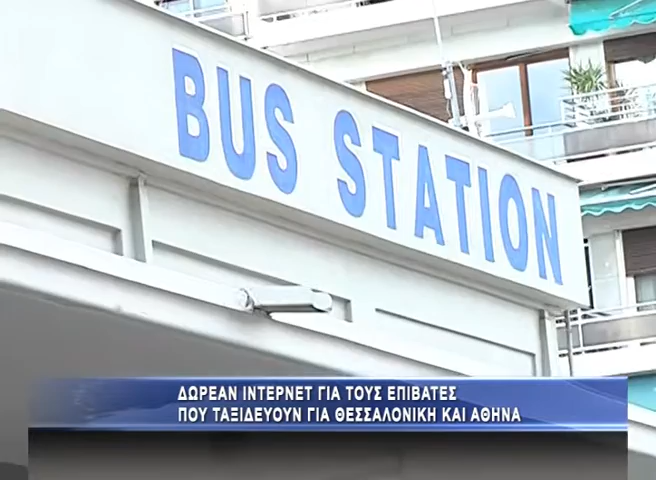 BUS STATION
ΔΩΡΕΑΝ ΙΝΤΕΡΝΕΤ ΓΙΑ ΤΟΥΣ ΕΠΙΒΑΤΕΣ
ΠΟΥ ΤΑΞΙΔΕΥΟΥΝ ΓΙΑ ΘΕΣΣΑΛΟΝΙΚΗ ΚΑΙ ΑΘΗΝΑ